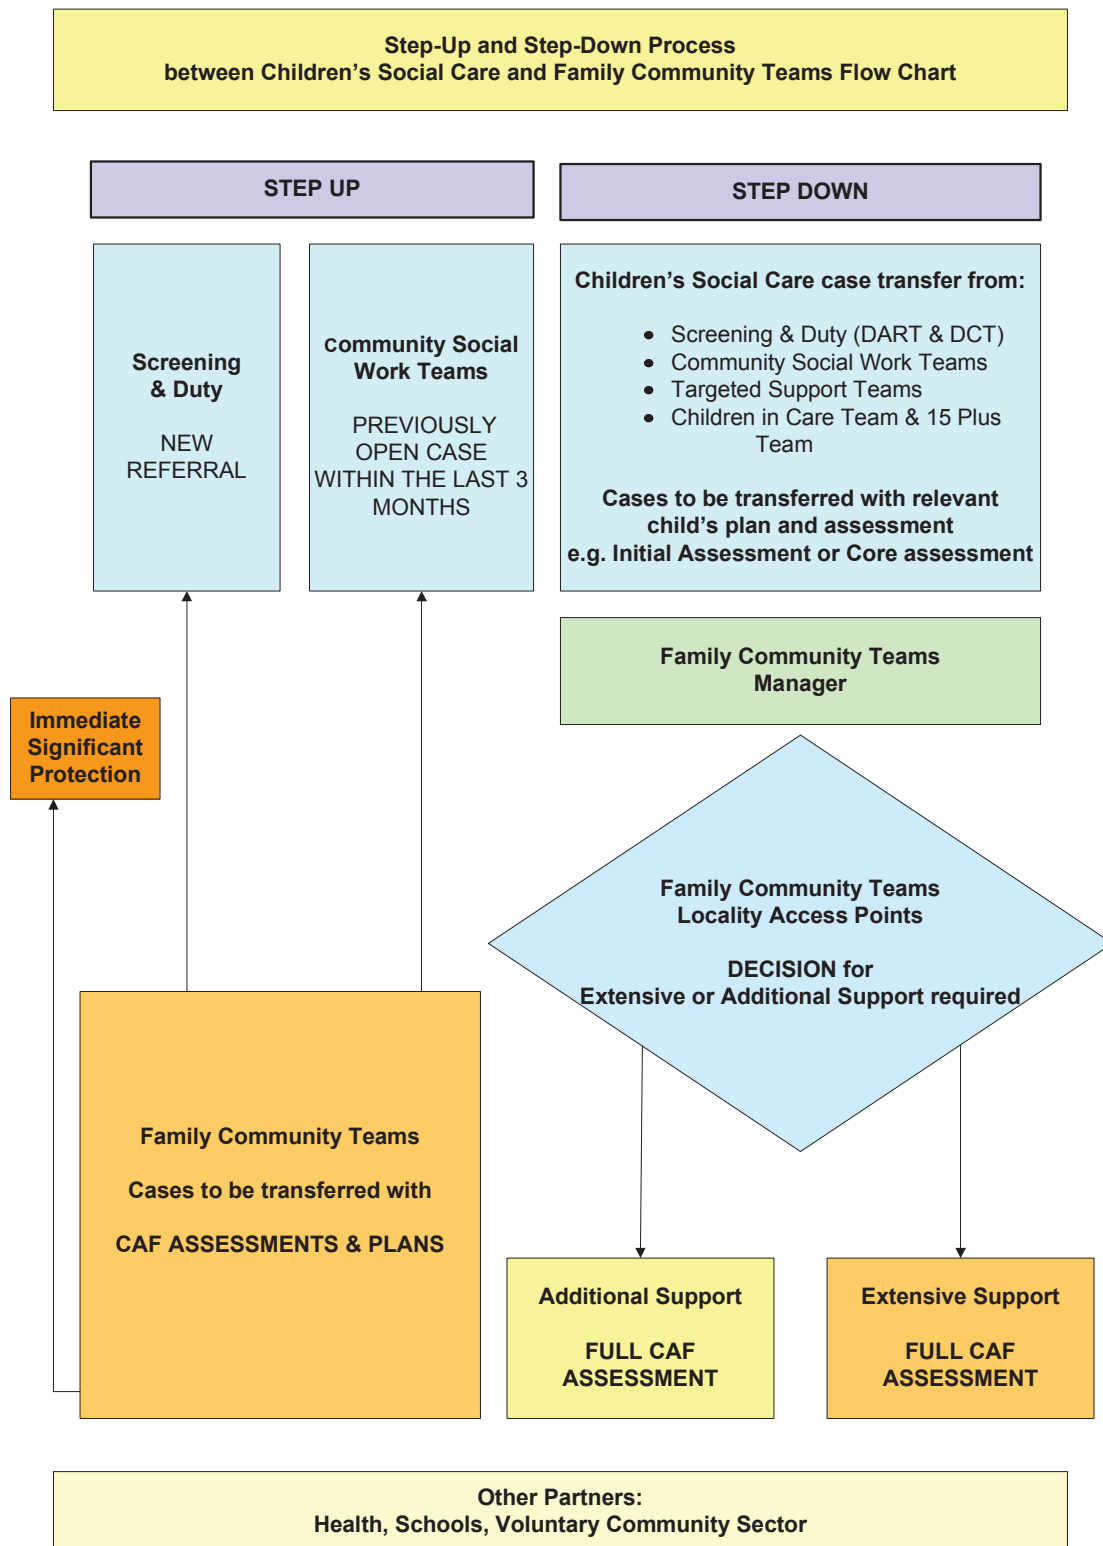 Step-Up and Step-Down Process
between Children's Social Care and Family Community Teams Flow Chart
STEP UP
STEP DOWN
Screening
& Duty
NEW
REFERRAL
Community Social
Work Teams
PREVIOUSLY
OPEN CASE
WITHIN THE LAST 3
MONTHS
Children's Social Care case transfer from:
• Screening & Duty (DART & DCT)
• Community Social Work Teams
• Targeted Support Teams
• Children in Care Team & 15 Plus
Team
Cases to be transferred with relevant
child's plan and assessment
e.g. Initial Assessment or Core assessment
Family Community Teams
Manager
Immediate
Significant
Protection
Family Community Teams
Locality Access Points
DECISION for
Extensive or Additional Support required
Family Community Teams
Cases to be transferred with
CAF ASSESSMENTS & PLANS
Additional Support
FULL CAF
ASSESSMENT
Extensive Support
FULL CAF
ASSESSMENT
Other Partners:
Health, Schools, Voluntary Community Sector